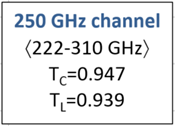 250 GHz channel
⟨222-310 GHz⟩
T_C=0.947
T_L=0.939